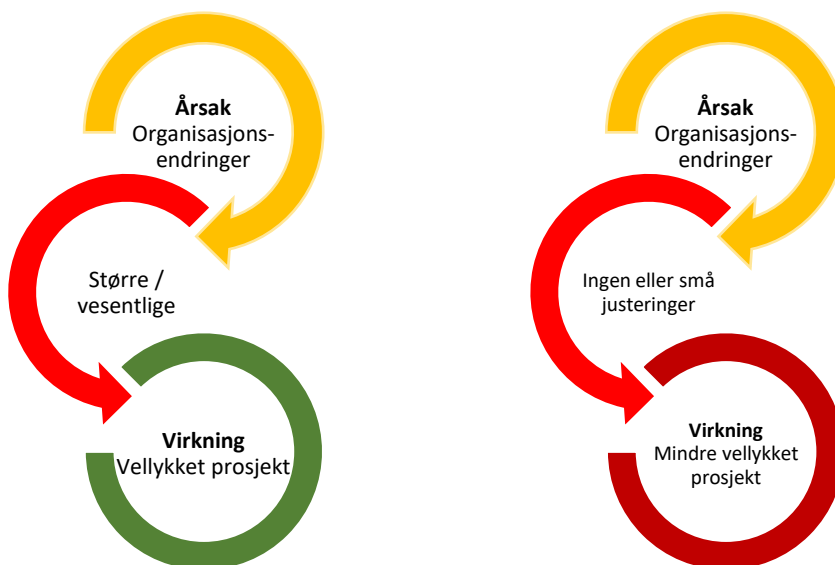 Årsak
Organisasjons-
endringer
Større /
vesentlige
Virkning
Vellykket prosjekt
Årsak
Organisasjons-
endringer
Ingen eller små
justeringer
Virkning
Mindre vellykket
prosjekt